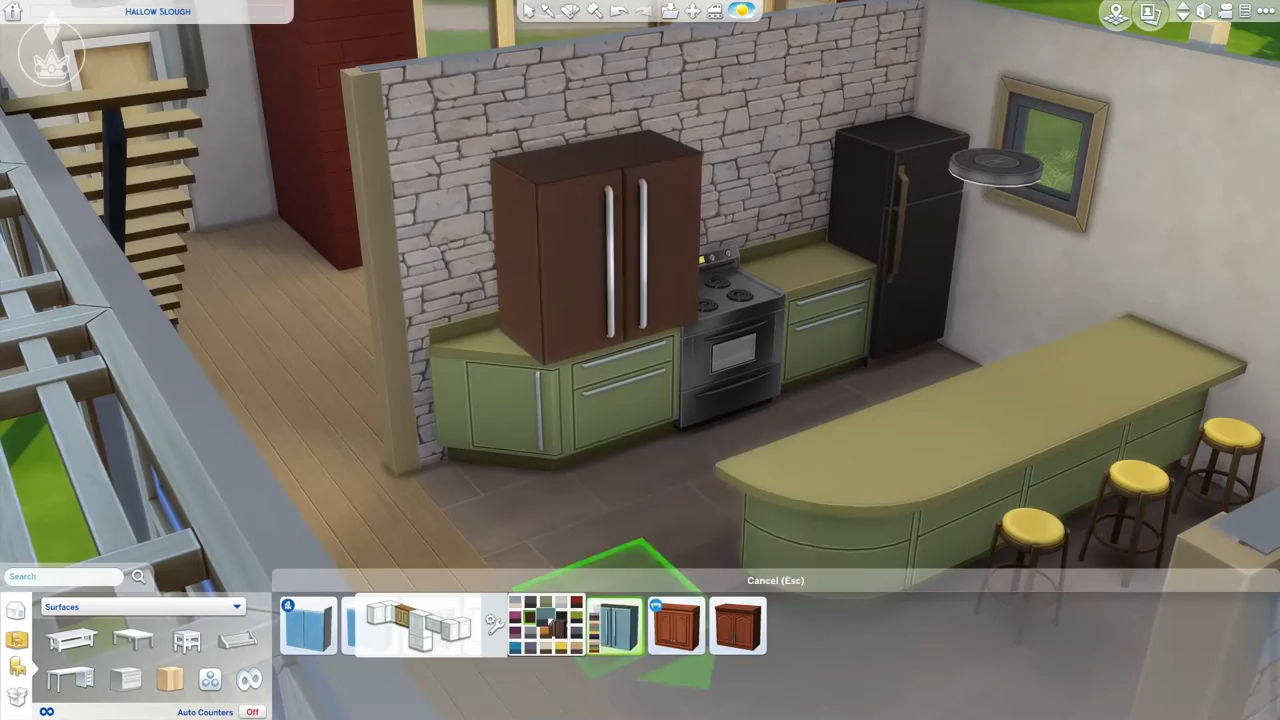 HALLOW SLOUGH
Cancel (Esc)
Search
Surfaces
Auto Counters Off